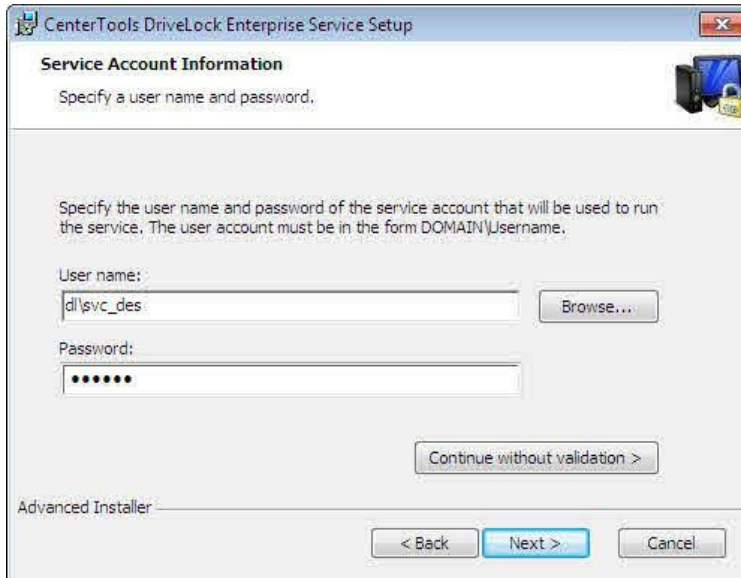 CenterTools DriveLock Enterprise Service Setup
Service Account Information
Specify a user name and password.
Specify the user name and password of the service account that will be used to run
the service. The user account must be in the form DOMAIN\Username.
User name:
dl\svc_des
Browse...
Password:
••••••
Continue without validation >
Advanced Installer
< Back
Next >
Cancel